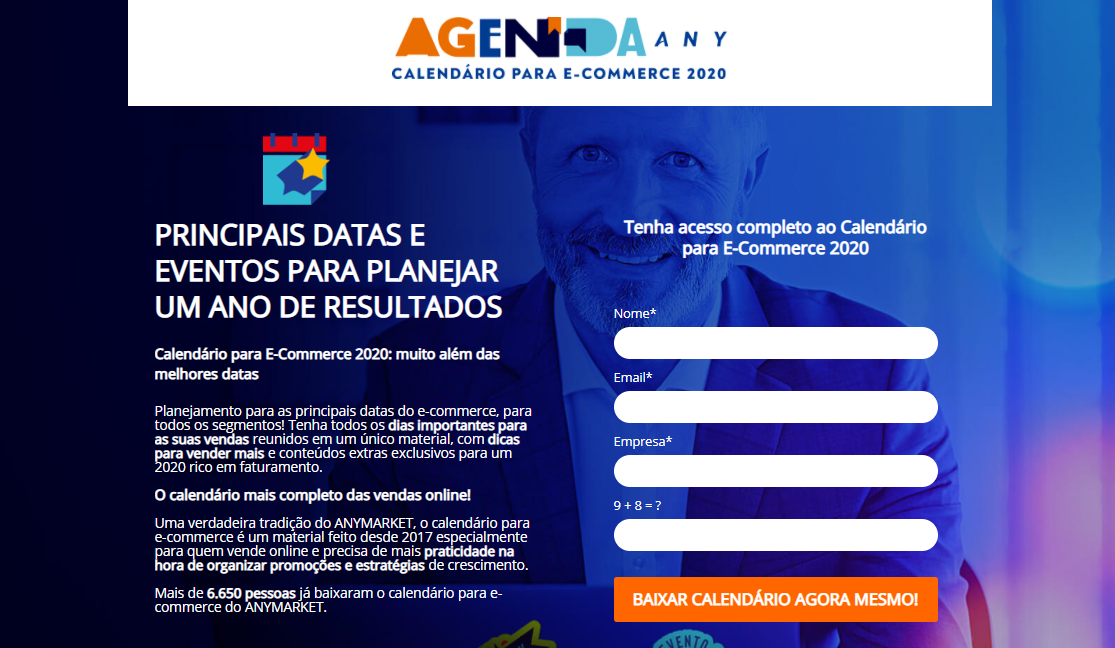 AGENDA ANY
CALENDÁRIO PARA E-COMMERCE 2020
PRINCIPAIS DATAS E
EVENTOS PARA PLANEJAR
UM ANO DE RESULTADOS
Calendário para E-Commerce 2020: muito além das
melhores datas
Planejamento para as principais datas do e-commerce, para
todos os segmentos! Tenha todos os dias importantes para
as suas vendas reunidos em um único material, com dicas
para vender mais e conteúdos extras exclusivos para um
2020 rico em faturamento.
O calendário mais completo das vendas online!
Uma verdadeira tradição do ANYMARKET, o calendário para
e-commerce é um material feito desde 2017 especialmente
para quem vende online e precisa de mais praticidade na
hora de organizar promoções e estratégias de crescimento.
Mais de 6.650 pessoas já baixaram o calendário para e-
commerce do ANYMARKET.
Tenha acesso completo ao Calendário
para E-Commerce 2020
Nome*
Email*
Empresa*
9 + 8 = ?
BAIXAR CALENDÁRIO AGORA MESMO!
EVENTO